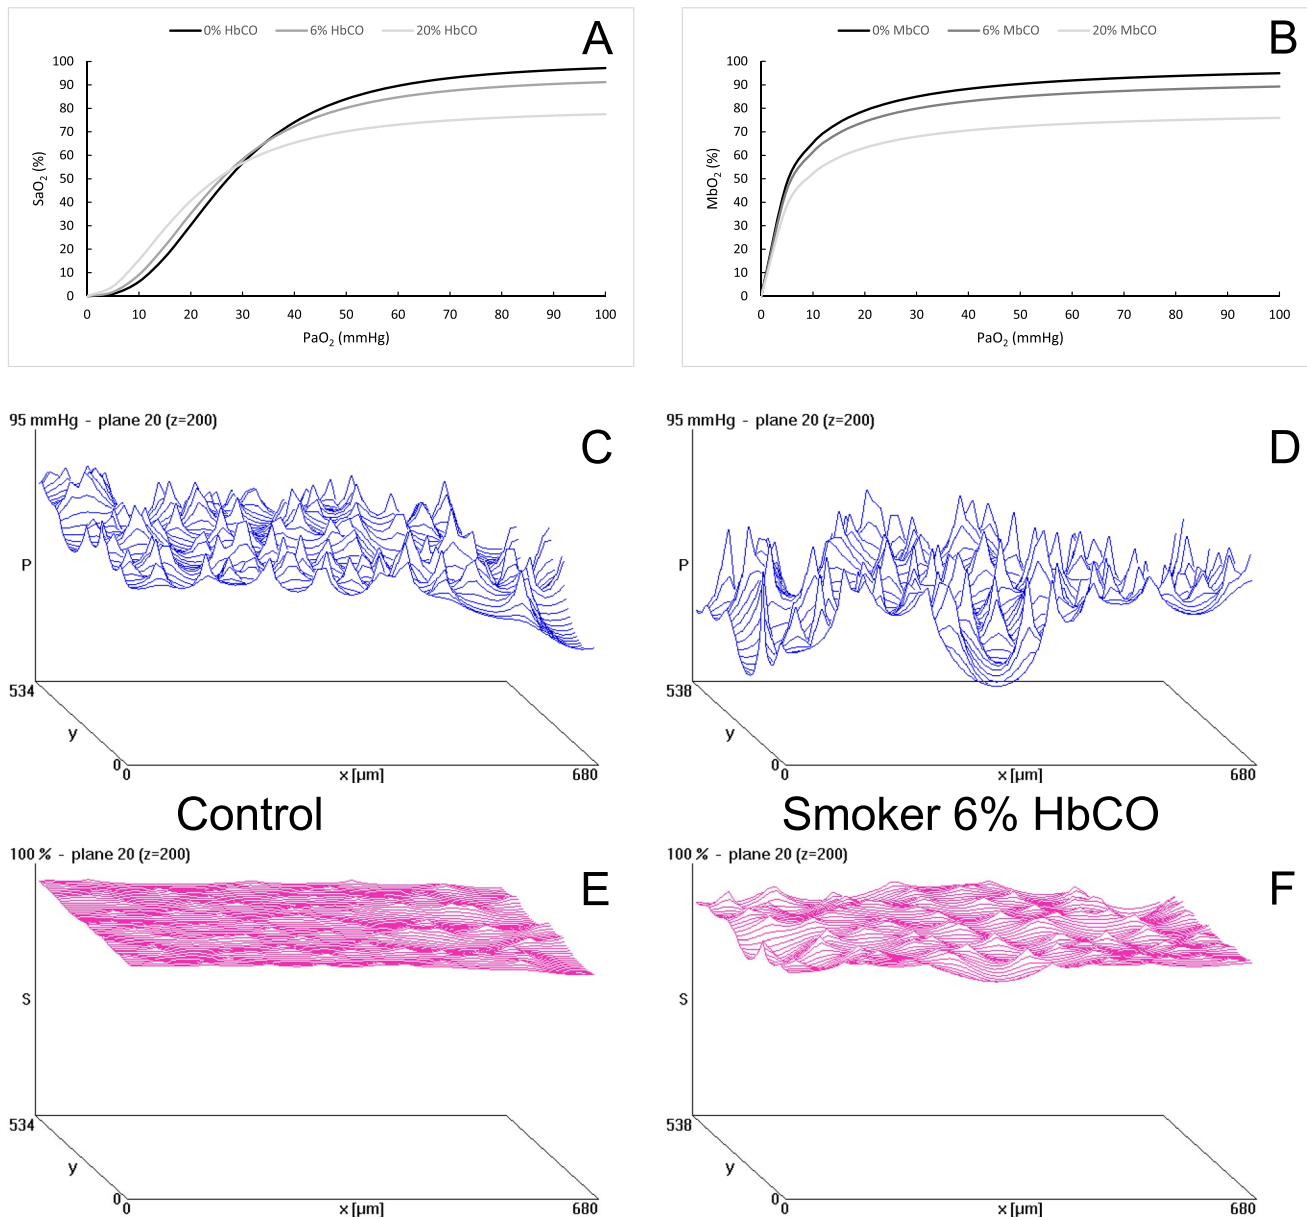 0% HbCO 6% HbCO 20% HbCO
A
100
90
80
70
60
50
40
30
20
10
0
SaO2 (%)
0 10 20 30 40 50 60 70 80 90 100
PaO2 (mmHg)
0% MbCO 6% MbCO 20% MbCO
B
100
90
80
70
60
50
40
30
20
10
0
MbO2 (%)
0 10 20 30 40 50 60 70 80 90 100
PaO2 (mmHg)
95 mmHg - plane 20 (z=200)
C
P
534
y
0
0 x [µm] 680
95 mmHg - plane 20 (z=200)
D
P
538
y
0
0 x [µm] 680
Control
Smoker 6% HbCO
100 % - plane 20 (z=200)
E
S
534
y
0
0 x [µm] 680
100 % - plane 20 (z=200)
F
S
538
y
0
0 x [µm] 680